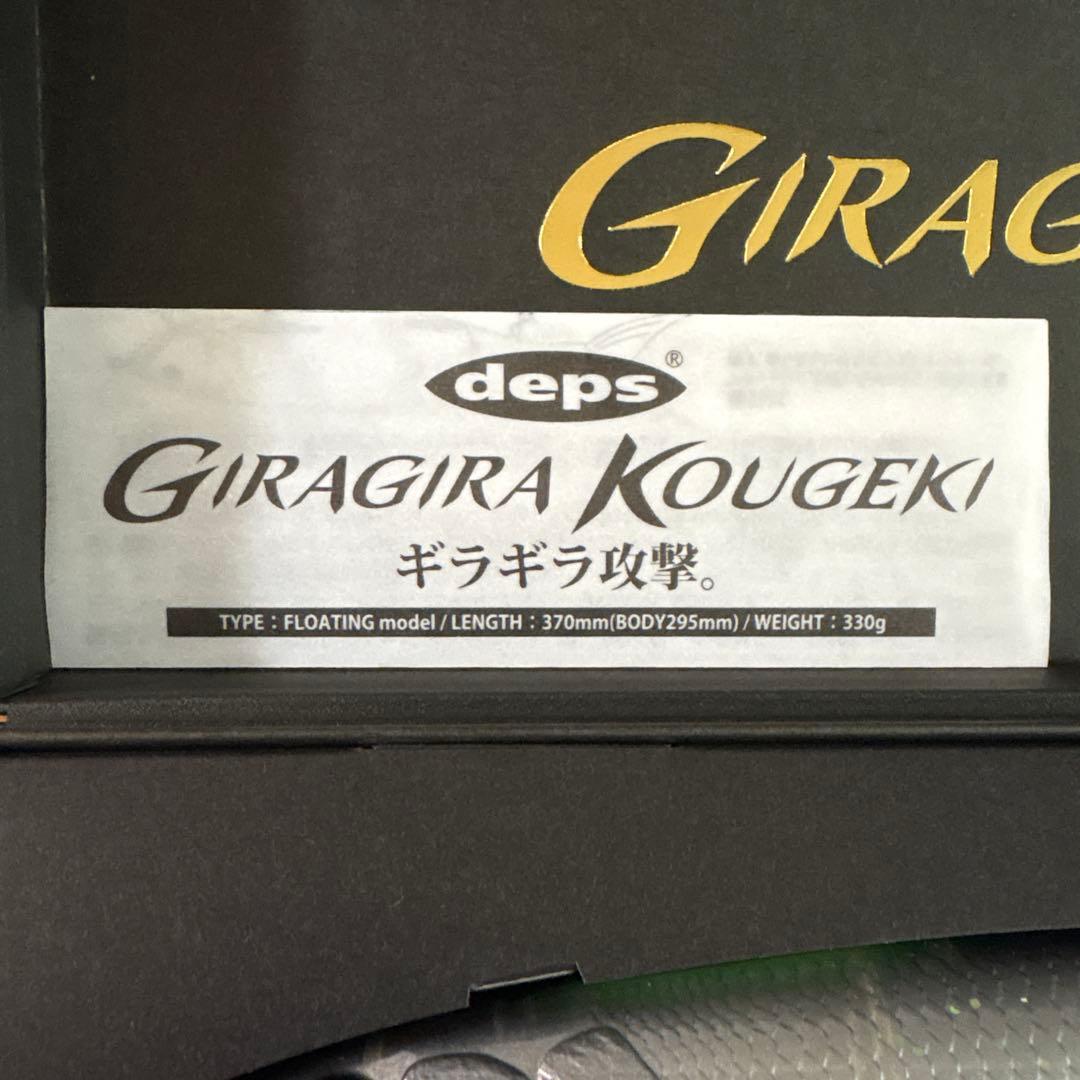 GIRAG
deps®
GIRAGIRA KOUGEKI
ギラギラ攻撃。
TYPE：FLOATING model / LENGTH：370mm(BODY295mm) / WEIGHT：330g